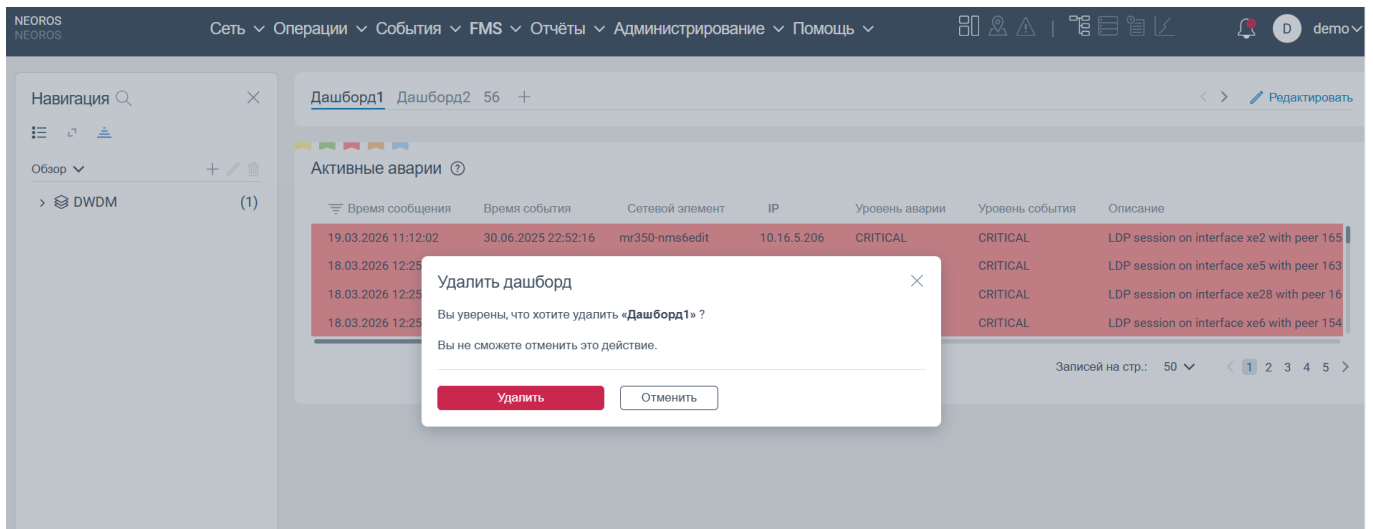 NEOROS
NEOROS
Сеть Операции События FMS Отчёты Администрирование Помощь
D demo
Навигация
Дашборд1 Дашборд2 56 +
Редактировать
Обзор
DWDM (1)
Активные аварии ?
Время сообщения Время события Сетевой элемент IP Уровень аварии Уровень события Описание
19.03.2026 11:12:02 30.06.2025 22:52:16 mr350-nms6edit 10.16.5.206 CRITICAL CRITICAL LDP session on interface xe2 with peer 165
18.03.2026 12:25 CRITICAL LDP session on interface xe5 with peer 163
18.03.2026 12:25 CRITICAL LDP session on interface xe28 with peer 16
18.03.2026 12:25 CRITICAL LDP session on interface xe6 with peer 154
Удалить дашборд
Вы уверены, что хотите удалить «Дашборд1» ?
Вы не сможете отменить это действие.
Удалить Отменить
Записей на стр.: 50 < 1 2 3 4 5 >